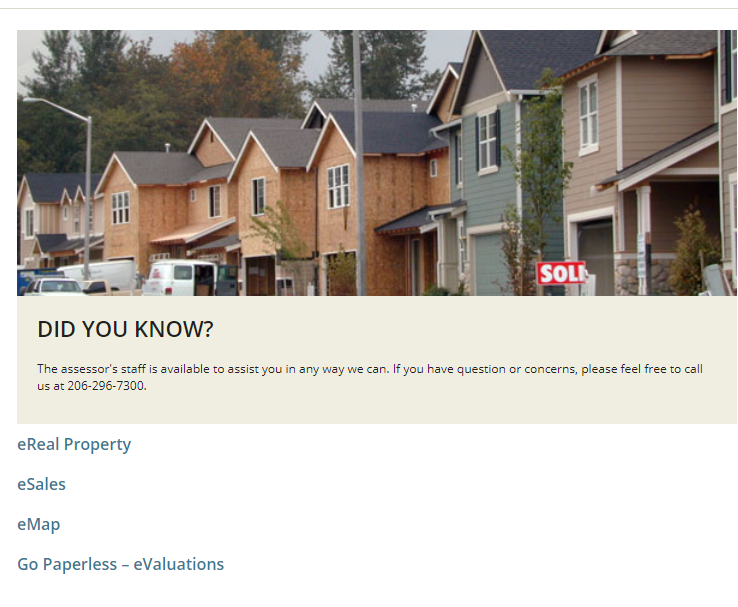 SOL
DID YOU KNOW?
The assessor's staff is available to assist you in any way we can. If you have question or concerns, please feel free to call
us at 206-296-7300.
eReal Property
eSales
eMap
Go Paperless – eValuations